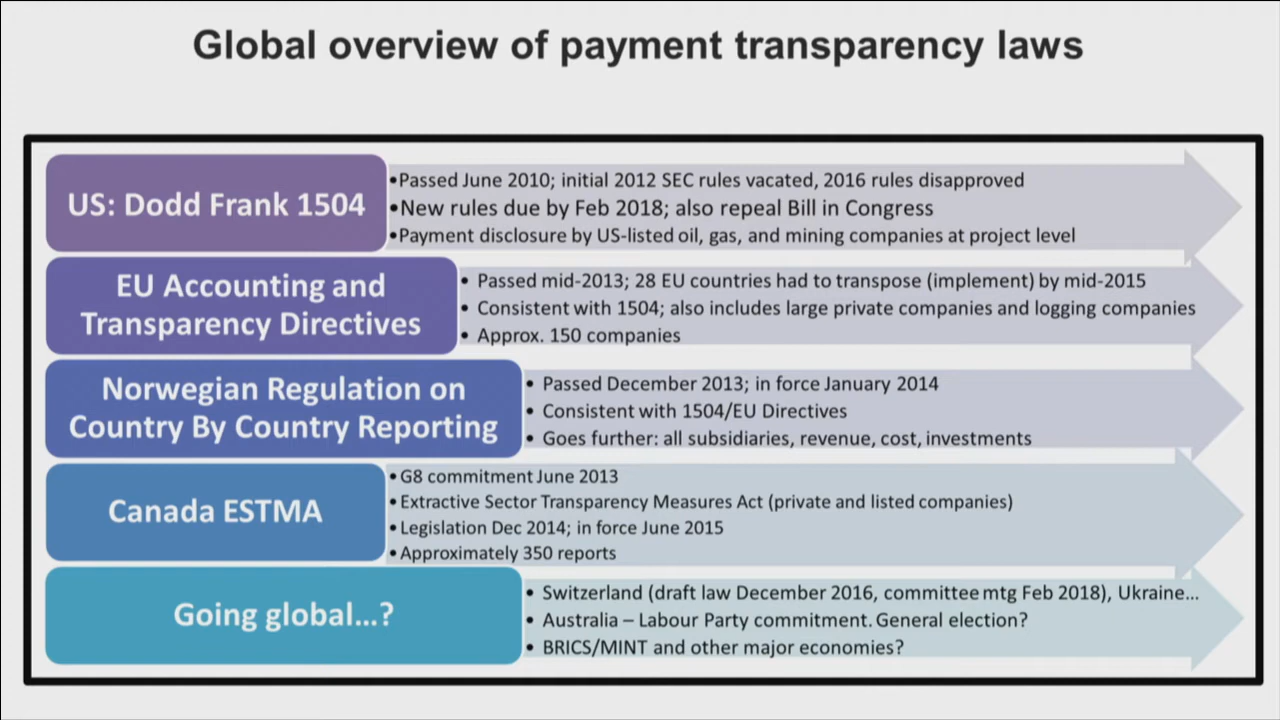 Global overview of payment transparency laws
US: Dodd Frank 1504
•Passed June 2010; initial 2012 SEC rules vacated, 2016 rules disapproved
•New rules due by Feb 2018; also repeal Bill in Congress
•Payment disclosure by US-listed oil, gas, and mining companies at project level
EU Accounting and
Transparency Directives
• Passed mid-2013; 28 EU countries had to transpose (implement) by mid-2015
• Consistent with 1504; also includes large private companies and logging companies
• Approx. 150 companies
Norwegian Regulation on
Country By Country Reporting
• Passed December 2013; in force January 2014
• Consistent with 1504/EU Directives
• Goes further: all subsidiaries, revenue, cost, investments
Canada ESTMA
•G8 commitment June 2013
•Extractive Sector Transparency Measures Act (private and listed companies)
•Legislation Dec 2014; in force June 2015
•Approximately 350 reports
Going global...?
• Switzerland (draft law December 2016, committee mtg Feb 2018), Ukraine...
• Australia – Labour Party commitment. General election?
• BRICS/MINT and other major economies?